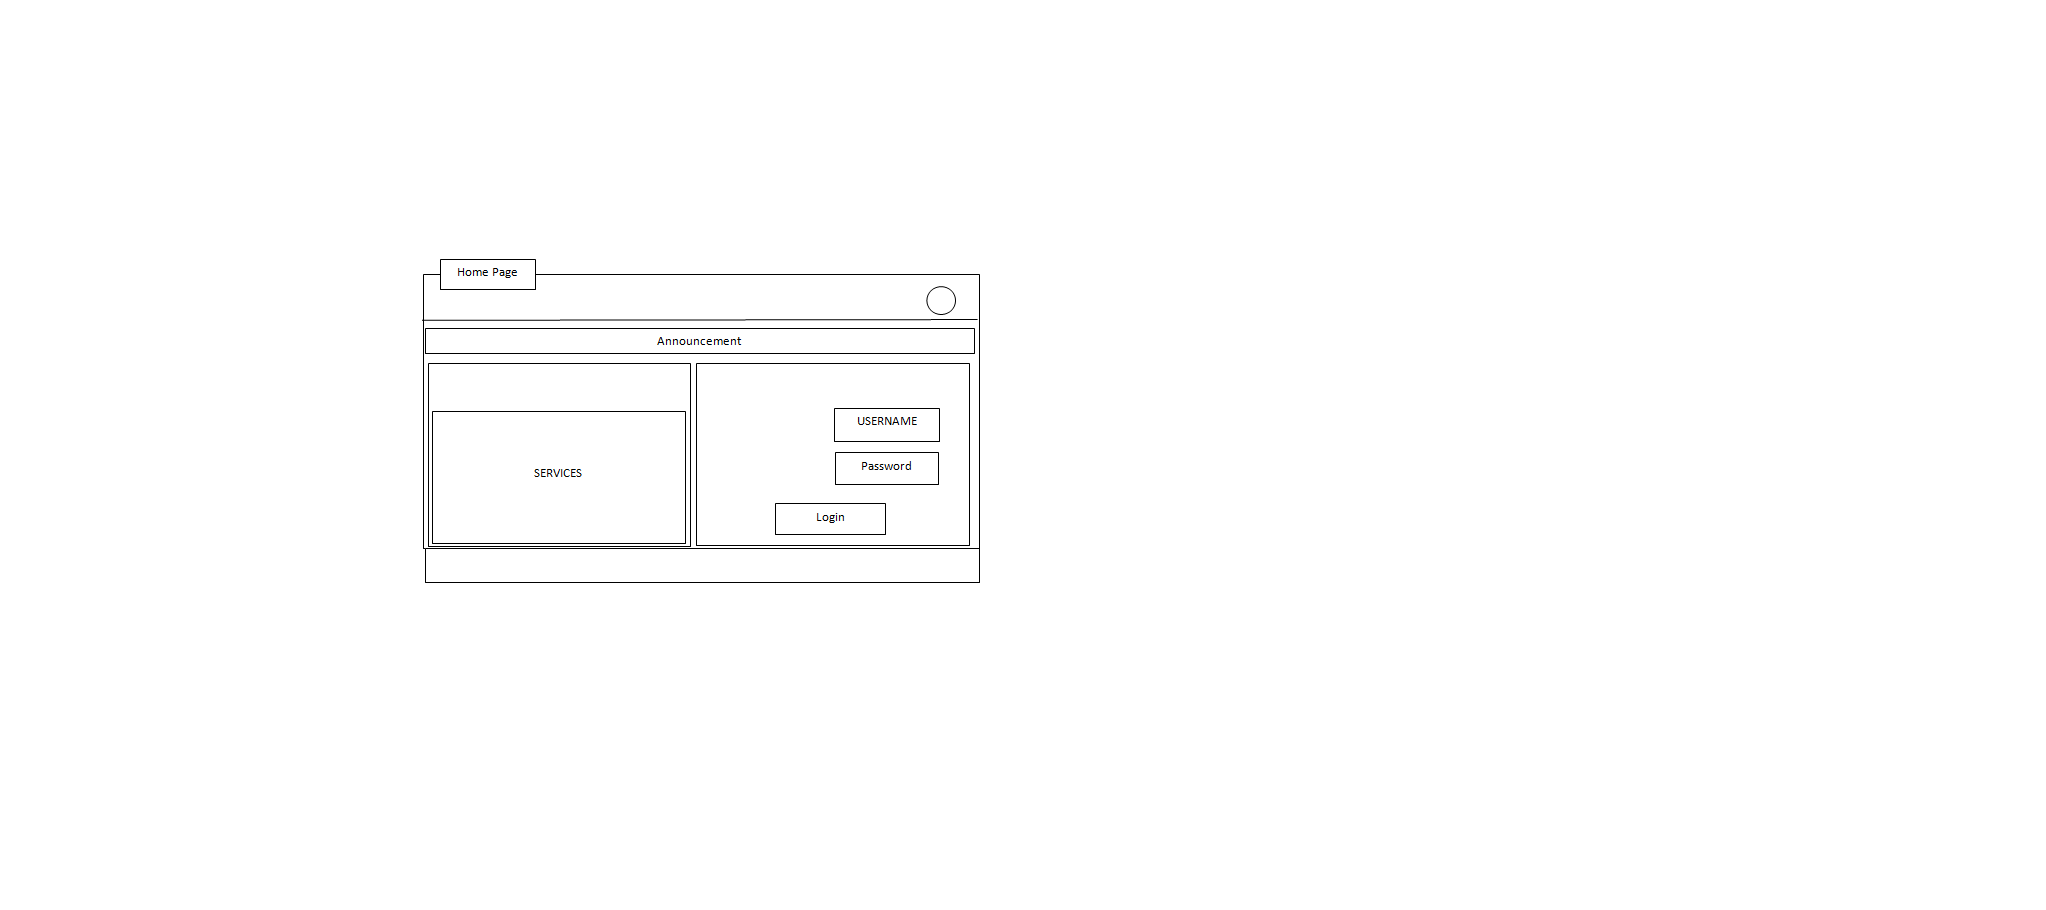 Home Page
Announcement
SERVICES
USERNAME
Password
Login